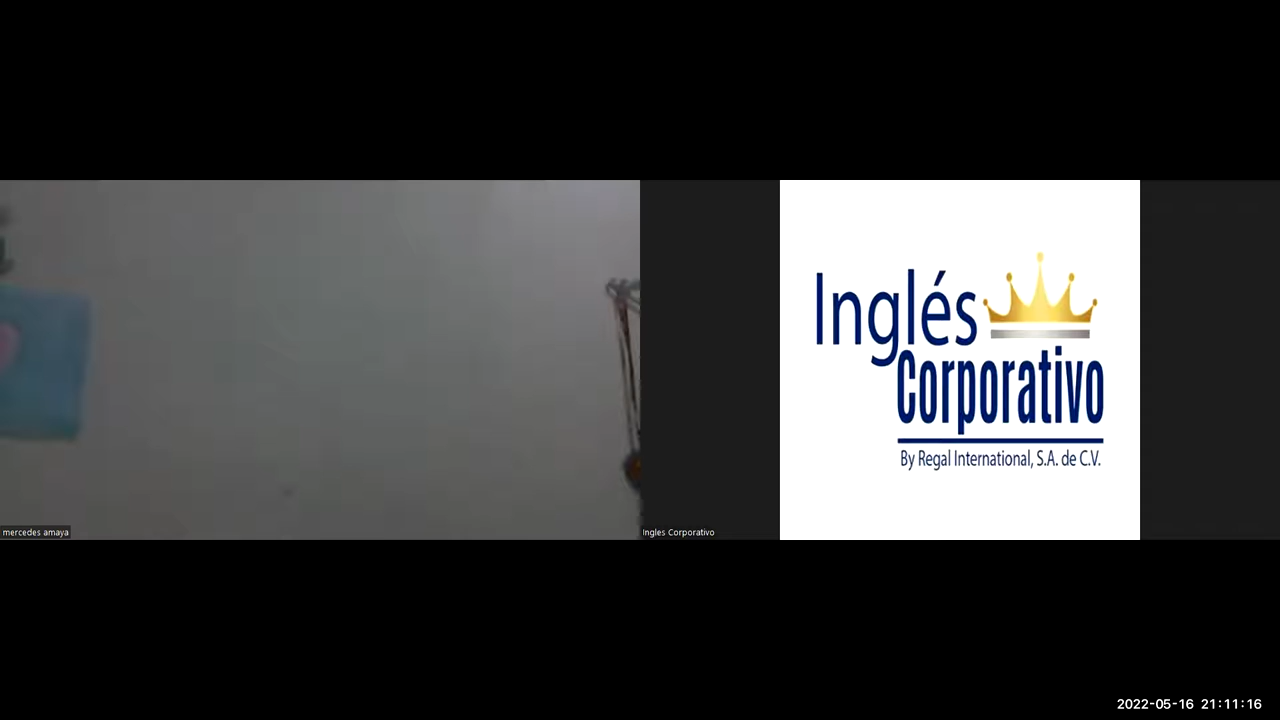 Inglés
Corporativo
By Regal International, S.A. de C.V.
mercedes amaya
Ingles Corporativo
2022-05-16 21:11:16